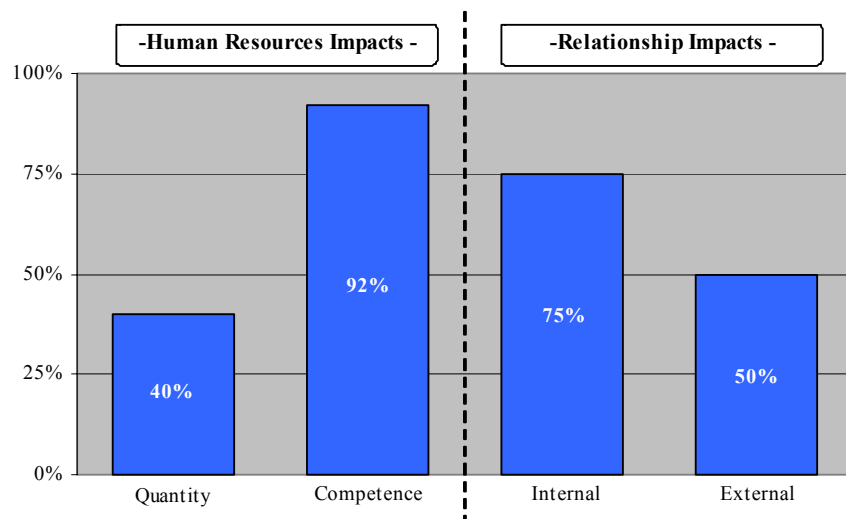 -Human Resources Impacts -
-Relationship Impacts -
100%
75%
50%
25%
0%
40%
92%
75%
50%
Quantity
Competence
Internal
External